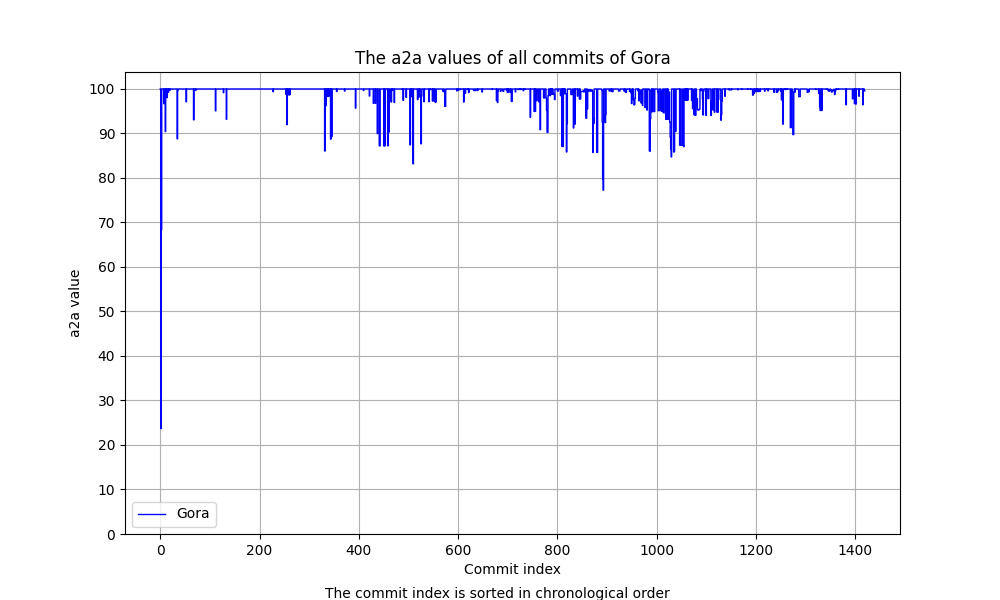 The a2a values of all commits of Gora
100
90
80
70
60
50
40
30
20
10
0
a2a value
Gora
0 200 400 600 800 1000 1200 1400
Commit index
The commit index is sorted in chronological order